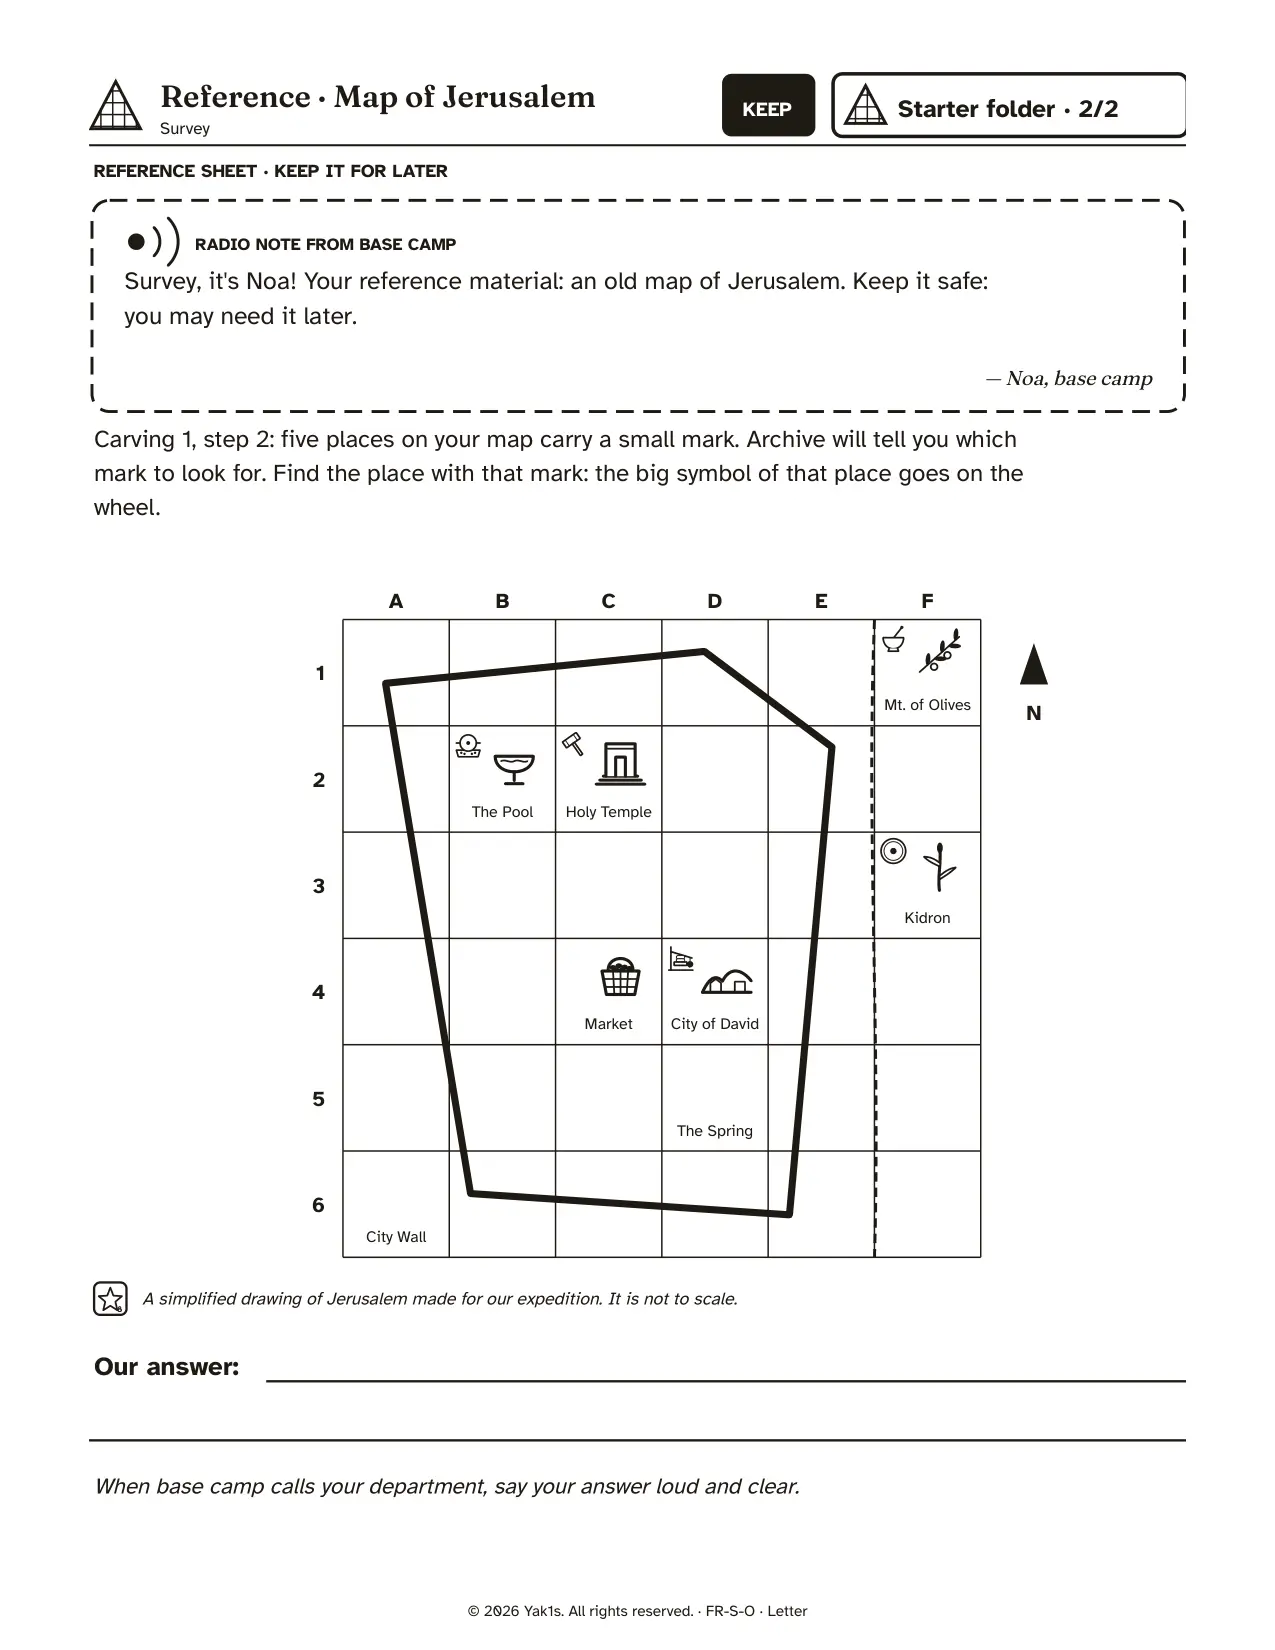 Reference · Map of Jerusalem
Survey
KEEP
Starter folder · 2/2
REFERENCE SHEET · KEEP IT FOR LATER
RADIO NOTE FROM BASE CAMP
Survey, it's Noa! Your reference material: an old map of Jerusalem. Keep it safe:
you may need it later.
— Noa, base camp
Carving 1, step 2: five places on your map carry a small mark. Archive will tell you which
mark to look for. Find the place with that mark: the big symbol of that place goes on the
wheel.
A B C D E F
1
Mt. of Olives
N
2
The Pool
Holy Temple
3
Kidron
4
Market
City of David
5
The Spring
6
City Wall
A simplified drawing of Jerusalem made for our expedition. It is not to scale.
Our answer:
When base camp calls your department, say your answer loud and clear.
© 2026 Yak1s. All rights reserved. · FR-S-O · Letter